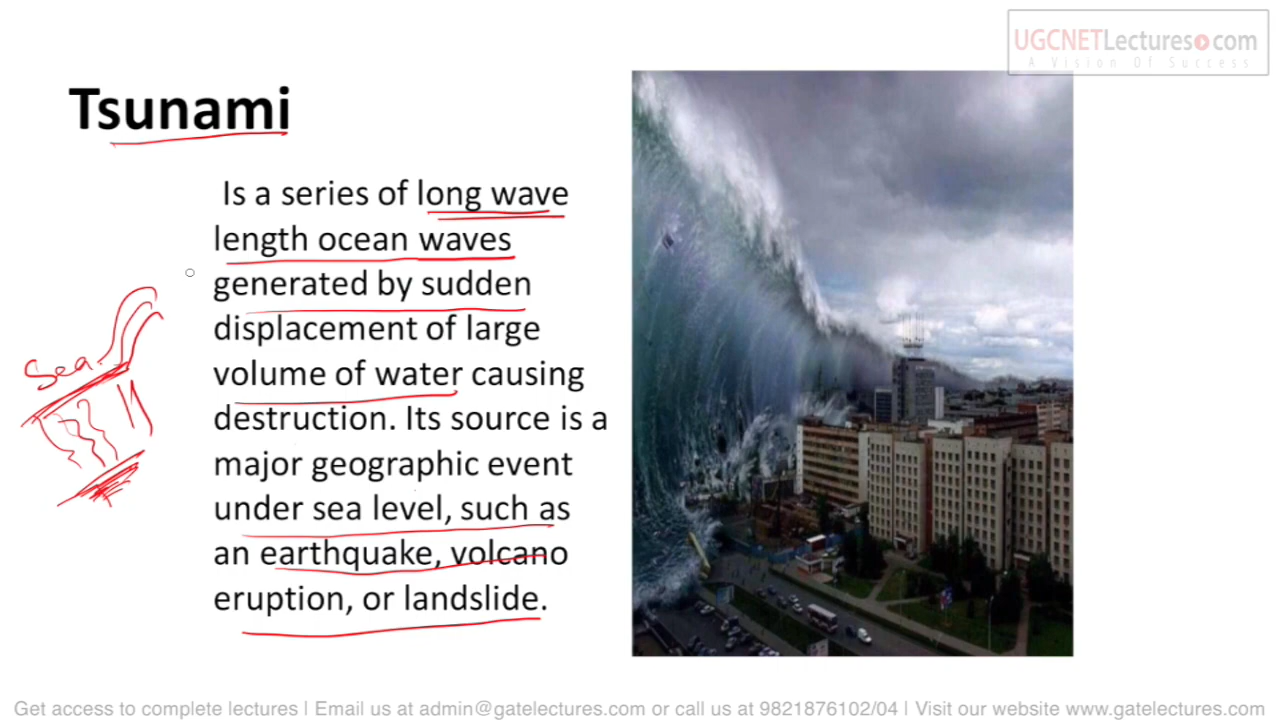 UGCNETLectures.com
A Vision Of Success
Tsunami
Is a series of long wave
length ocean waves
generated by sudden
displacement of large
volume of water causing
destruction. Its source is a
major geographic event
under sea level, such as
an earthquake, volcano
eruption, or landslide.
Sea
Get access to complete lectures | Email us at admin@gatelectures.com or call us at 9821876102/04 | Visit our website www.gatelectures.com